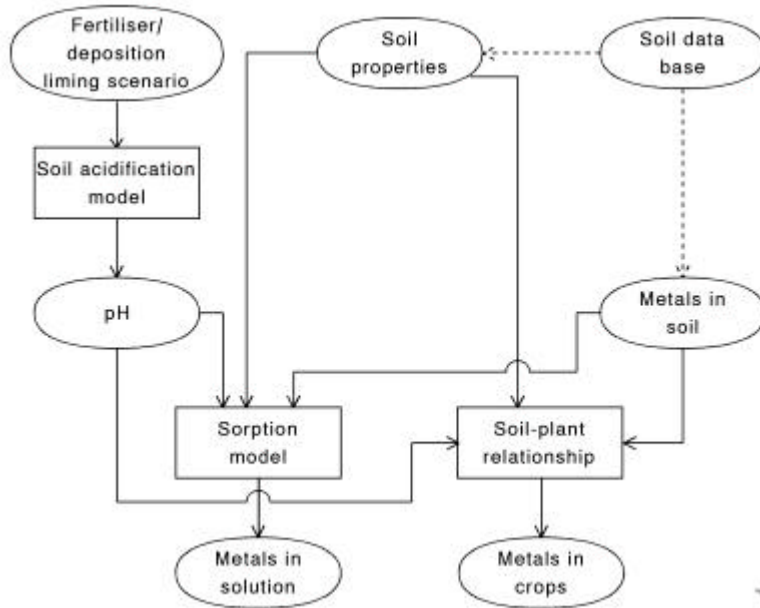 Fertiliser/
deposition
liming scenario
Soil
properties
Soil data
base
Soil acidification
model
pH
Metals in
soil
Sorption
model
Soil-plant
relationship
Metals in
solution
Metals in
crops